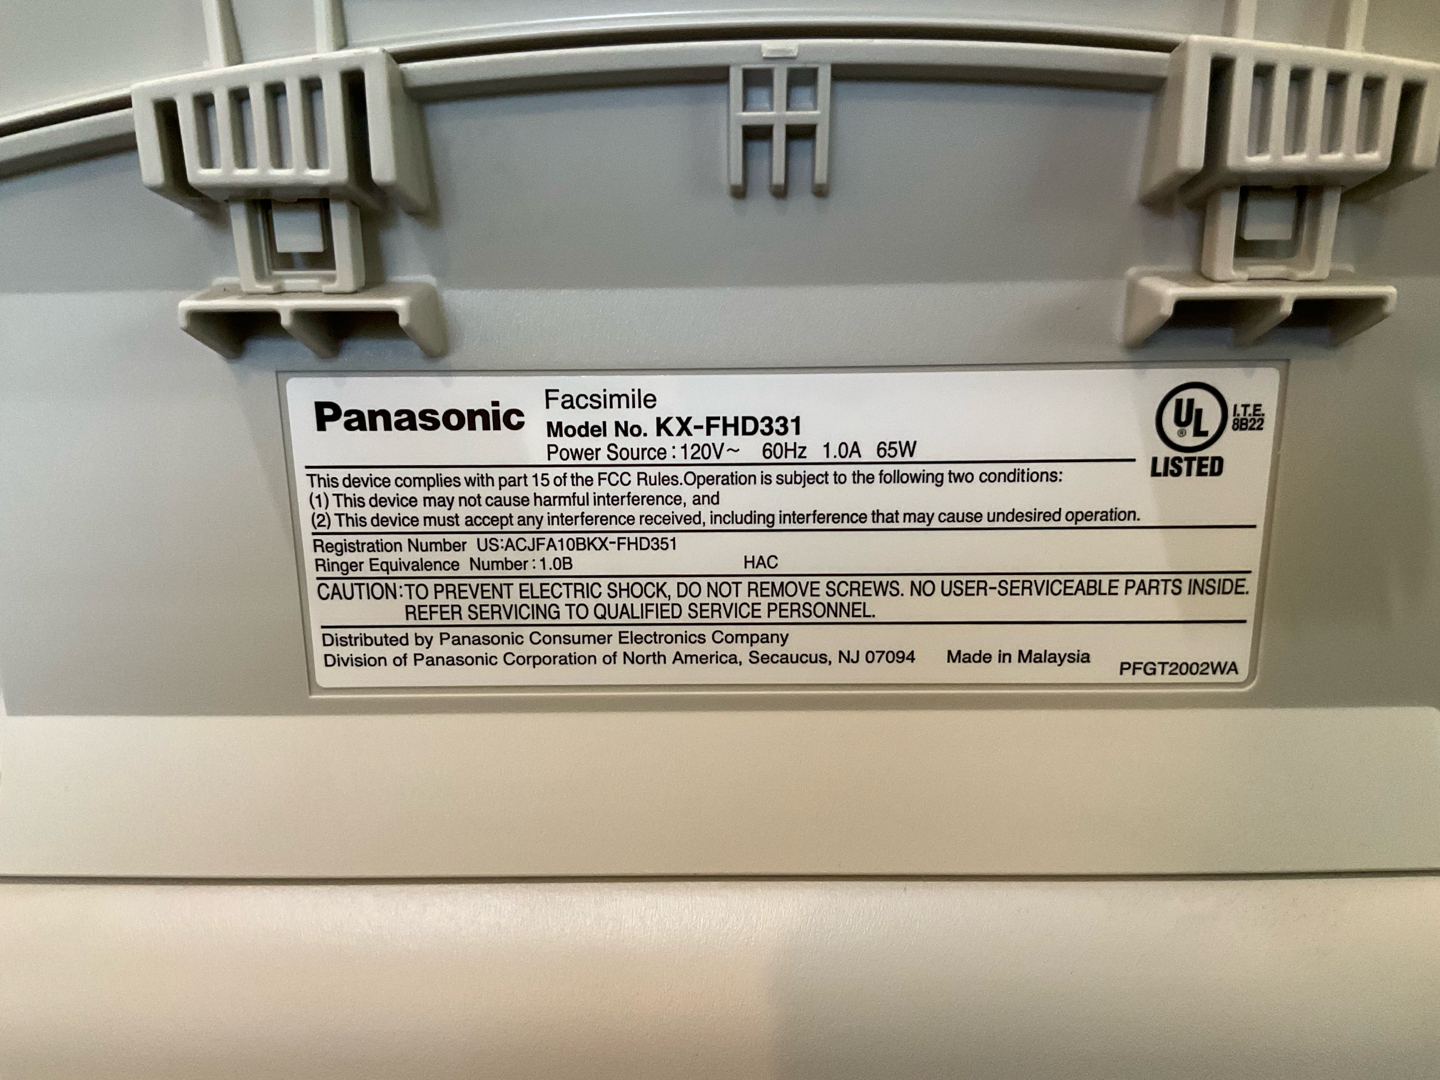 Panasonic
Facsimile
Model No. KX-FHD331
Power Source : 120V~ 60Hz 1.0A 65W
UL
®
LISTED
I.T.E.
8B22
This device complies with part 15 of the FCC Rules.Operation is subject to the following two conditions:
(1) This device may not cause harmful interference, and
(2) This device must accept any interference received, including interference that may cause undesired operation.
Registration Number US:ACJFA10BKX-FHD351
Ringer Equivalence Number : 1.0B HAC
CAUTION:TO PREVENT ELECTRIC SHOCK, DO NOT REMOVE SCREWS. NO USER-SERVICEABLE PARTS INSIDE.
REFER SERVICING TO QUALIFIED SERVICE PERSONNEL.
Distributed by Panasonic Consumer Electronics Company
Division of Panasonic Corporation of North America, Secaucus, NJ 07094 Made in Malaysia
PFGT2002WA